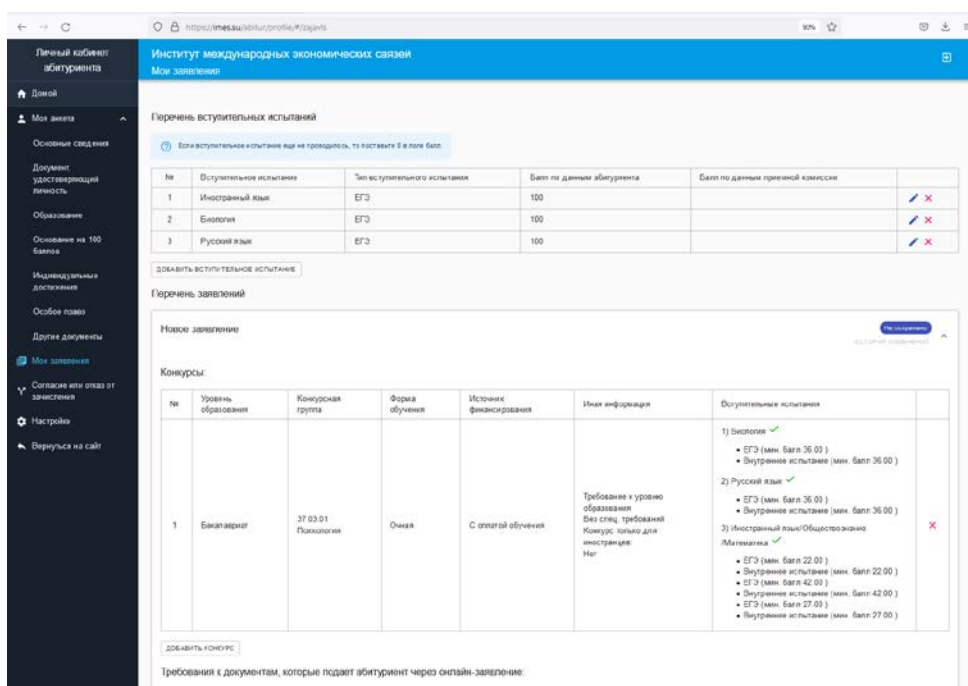 https://imes.su/abitur/profile/#/zajavls
90%
Личный кабинет
абитуриента
Институт международных экономических связей
Мои заявления
Домой
Моя анкета
Основные сведения
Документ,
удостоверяющий
личность
Образование
Основание на 100
баллов
Индивидуальные
достижения
Особое право
Другие документы
Мои заявления
Согласие или отказ от
зачисления
Настройки
Вернуться на сайт
Перечень вступительных испытаний
Если вступительное испытание еще не проводилось, то поставьте 0 в поле балл.
№ Вступительное испытание Тип вступительного испытания Балл по данным абитуриента Балл по данным приемной комиссии
1 Иностранный язык ЕГЭ 100
2 Биология ЕГЭ 100
3 Русский язык ЕГЭ 100
ДОБАВИТЬ ВСТУПИТЕЛЬНОЕ ИСПЫТАНИЕ
Перечень заявлений
Новое заявление
Не сохранено
ИСТОРИЯ ИЗМЕНЕНИЙ
Конкурсы:
№ Уровень образования Конкурсная группа Форма обучения Источник финансирования Иная информация Вступительные испытания
1 Бакалавриат 37.03.01 Психология Очная С оплатой обучения
Требование к уровню
образования
Без спец. требований
Конкурс только для
иностранцев:
Нет
1) Биология
ЕГЭ (мин. балл 36.00 )
Внутреннее испытание (мин. балл 36.00 )
2) Русский язык
ЕГЭ (мин. балл 36.00 )
Внутреннее испытание (мин. балл 36.00 )
3) Иностранный язык/Обществознание
/Математика
ЕГЭ (мин. балл 22.00 )
Внутреннее испытание (мин. балл 22.00 )
ЕГЭ (мин. балл 42.00 )
Внутреннее испытание (мин. балл 42.00 )
ЕГЭ (мин. балл 27.00 )
Внутреннее испытание (мин. балл 27.00 )
ДОБАВИТЬ КОНКУРС
Требования к документам, которые подает абитуриент через онлайн-заявление: